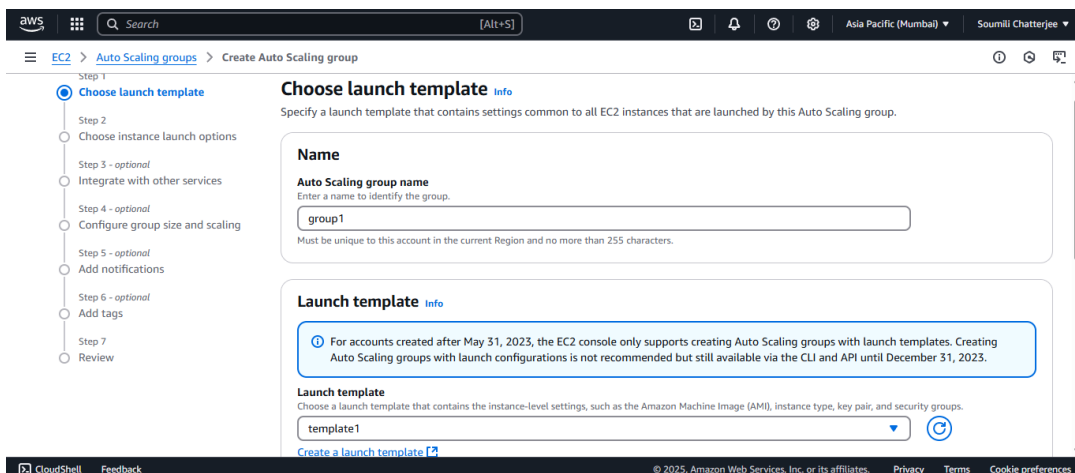 aws
Search [Alt+S]
Asia Pacific (Mumbai) ▼
Soumili Chatterjee ▼
EC2 > Auto Scaling groups > Create Auto Scaling group
Step 1
Choose launch template
Step 2
Choose instance launch options
Step 3 - optional
Integrate with other services
Step 4 - optional
Configure group size and scaling
Step 5 - optional
Add notifications
Step 6 - optional
Add tags
Step 7
Review
Choose launch template Info
Specify a launch template that contains settings common to all EC2 instances that are launched by this Auto Scaling group.
Name
Auto Scaling group name
Enter a name to identify the group.
group1
Must be unique to this account in the current Region and no more than 255 characters.
Launch template Info
For accounts created after May 31, 2023, the EC2 console only supports creating Auto Scaling groups with launch templates. Creating
Auto Scaling groups with launch configurations is not recommended but still available via the CLI and API until December 31, 2023.
Launch template
Choose a launch template that contains the instance-level settings, such as the Amazon Machine Image (AMI), instance type, key pair, and security groups.
template1
Create a launch template
CloudShell Feedback
© 2025, Amazon Web Services, Inc. or its affiliates. Privacy Terms Cookie preferences